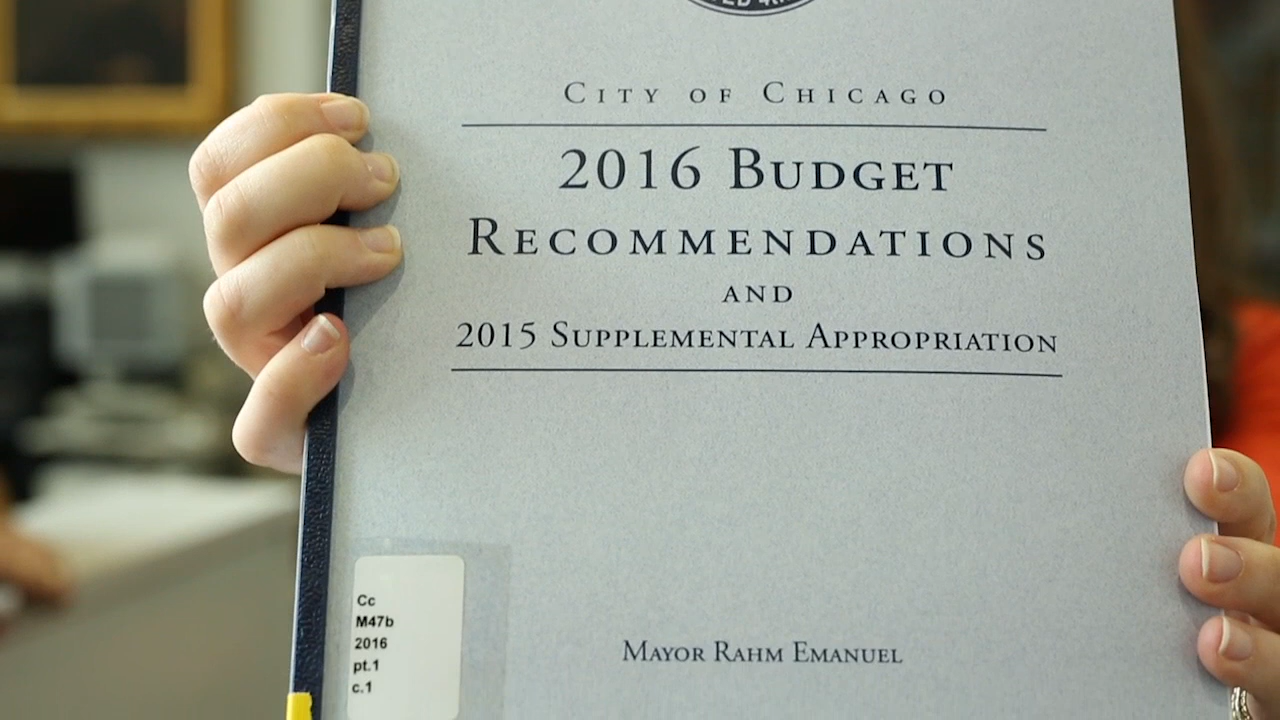 CITY OF CHICAGO
2016 BUDGET
RECOMMENDATIONS
AND
2015 SUPPLEMENTAL APPROPRIATION
Cc
M47b
2016
pt.1
c.1
MAYOR RAHM EMANUEL